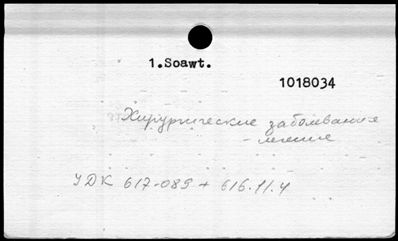 1.Soawt.
1018034
Хирургические заболевания
- лечение
УДК 617-089 + 616.11.4